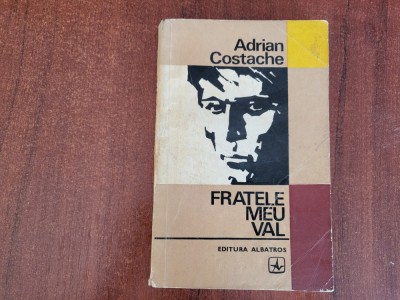 Adrian
Costache
FRATELE
MEU
VAL
EDITURA ALBATROS